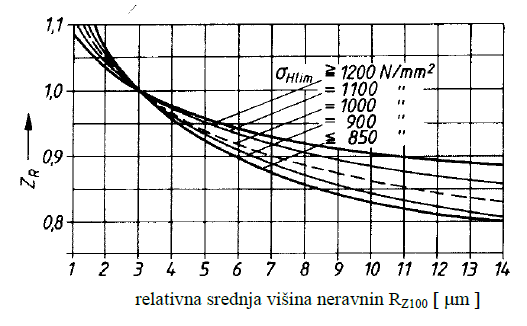 1,1
1,0
0,9
0,8
Z_R
σ_Hlim ≧ 1200 N/mm²
= 1100 "
= 1000 "
= 900 "
≦ 850 "
1 2 3 4 5 6 7 8 9 10 11 12 13 14
relativna srednja višina neravnin R_Z100 [ μm ]